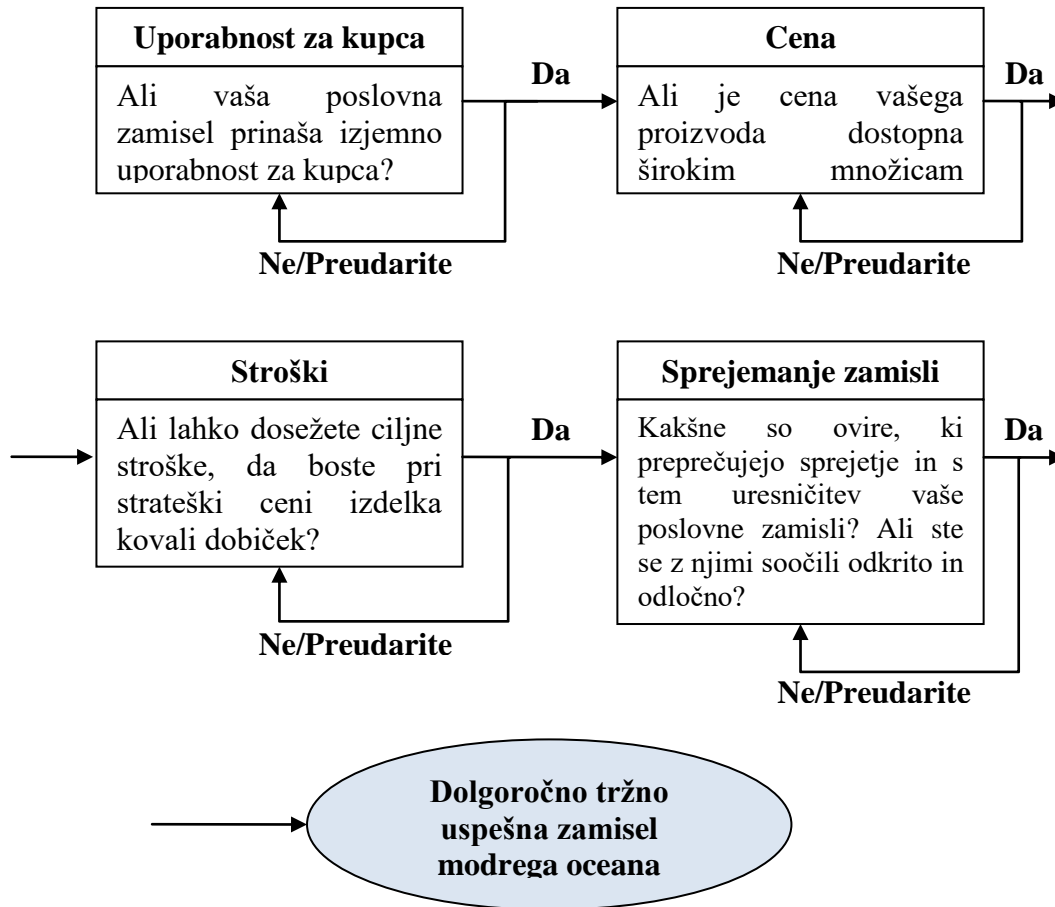 Uporabnost za kupca
Ali vaša poslovna
zamisel prinaša izjemno
uporabnost za kupca?
Da
Ne/Preudarite
Cena
Ali je cena vašega
proizvoda dostopna
širokim množicam
Da
Ne/Preudarite
Stroški
Ali lahko dosežete ciljne
stroške, da boste pri
strateški ceni izdelka
kovali dobiček?
Da
Ne/Preudarite
Sprejemanje zamisli
Kakšne so ovire, ki
preprečujejo sprejetje in s
tem uresničitev vaše
poslovne zamisli? Ali ste
se z njimi soočili odkrito in
odločno?
Da
Ne/Preudarite
Dolgoročno tržno
uspešna zamisel
modrega oceana